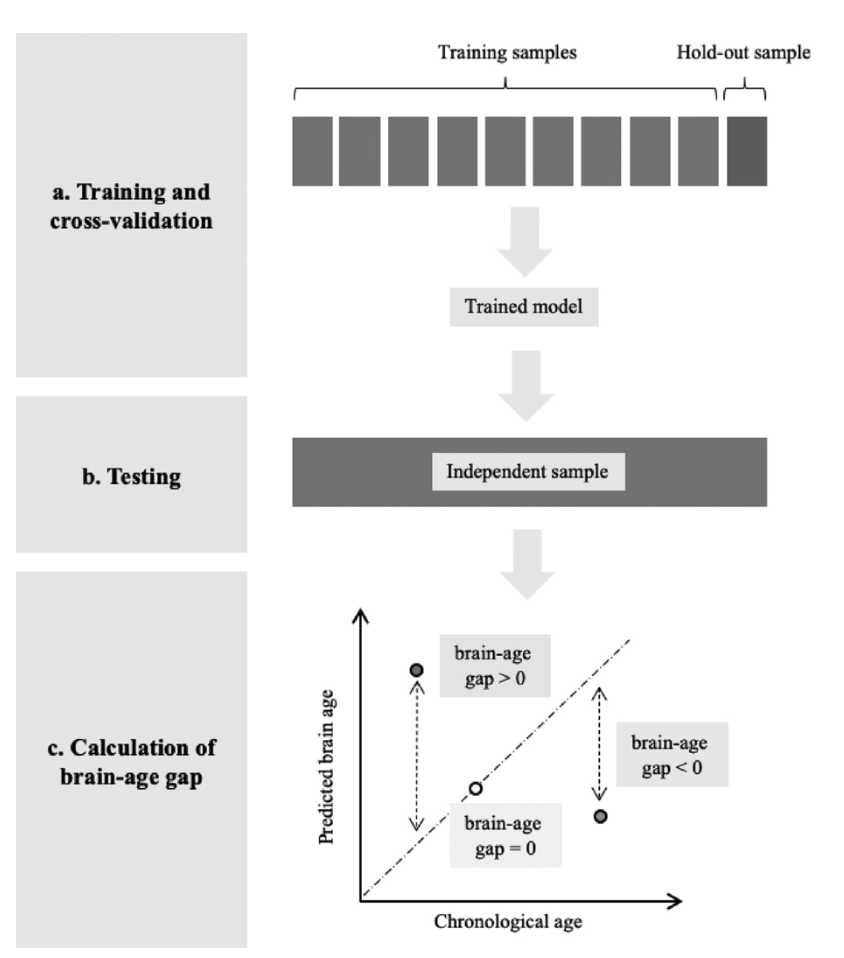 Training samples
Hold-out sample
a. Training and
cross-validation
Trained model
b. Testing
Independent sample
c. Calculation of
brain-age gap
Predicted brain age
brain-age
gap > 0
brain-age
gap < 0
brain-age
gap = 0
Chronological age